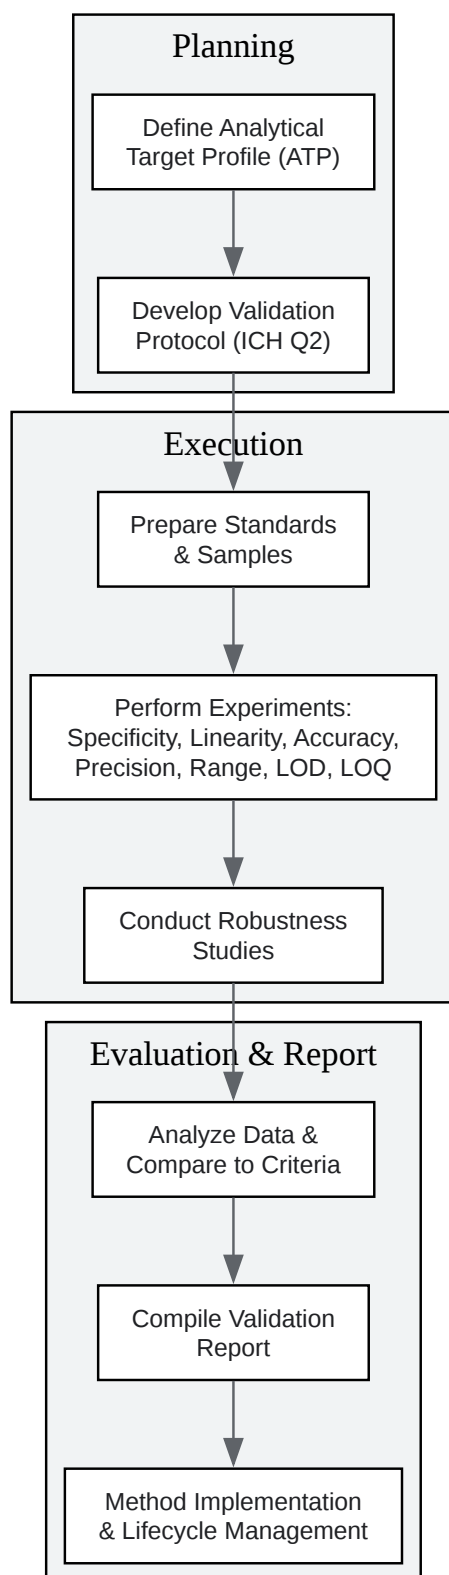 Planning
Define Analytical
Target Profile (ATP)
Develop Validation
Protocol (ICH Q2)
Execution
Prepare Standards
& Samples
Perform Experiments:
Specificity, Linearity, Accuracy,
Precision, Range, LOD, LOQ
Conduct Robustness
Studies
Evaluation & Report
Analyze Data &
Compare to Criteria
Compile Validation
Report
Method Implementation
& Lifecycle Management